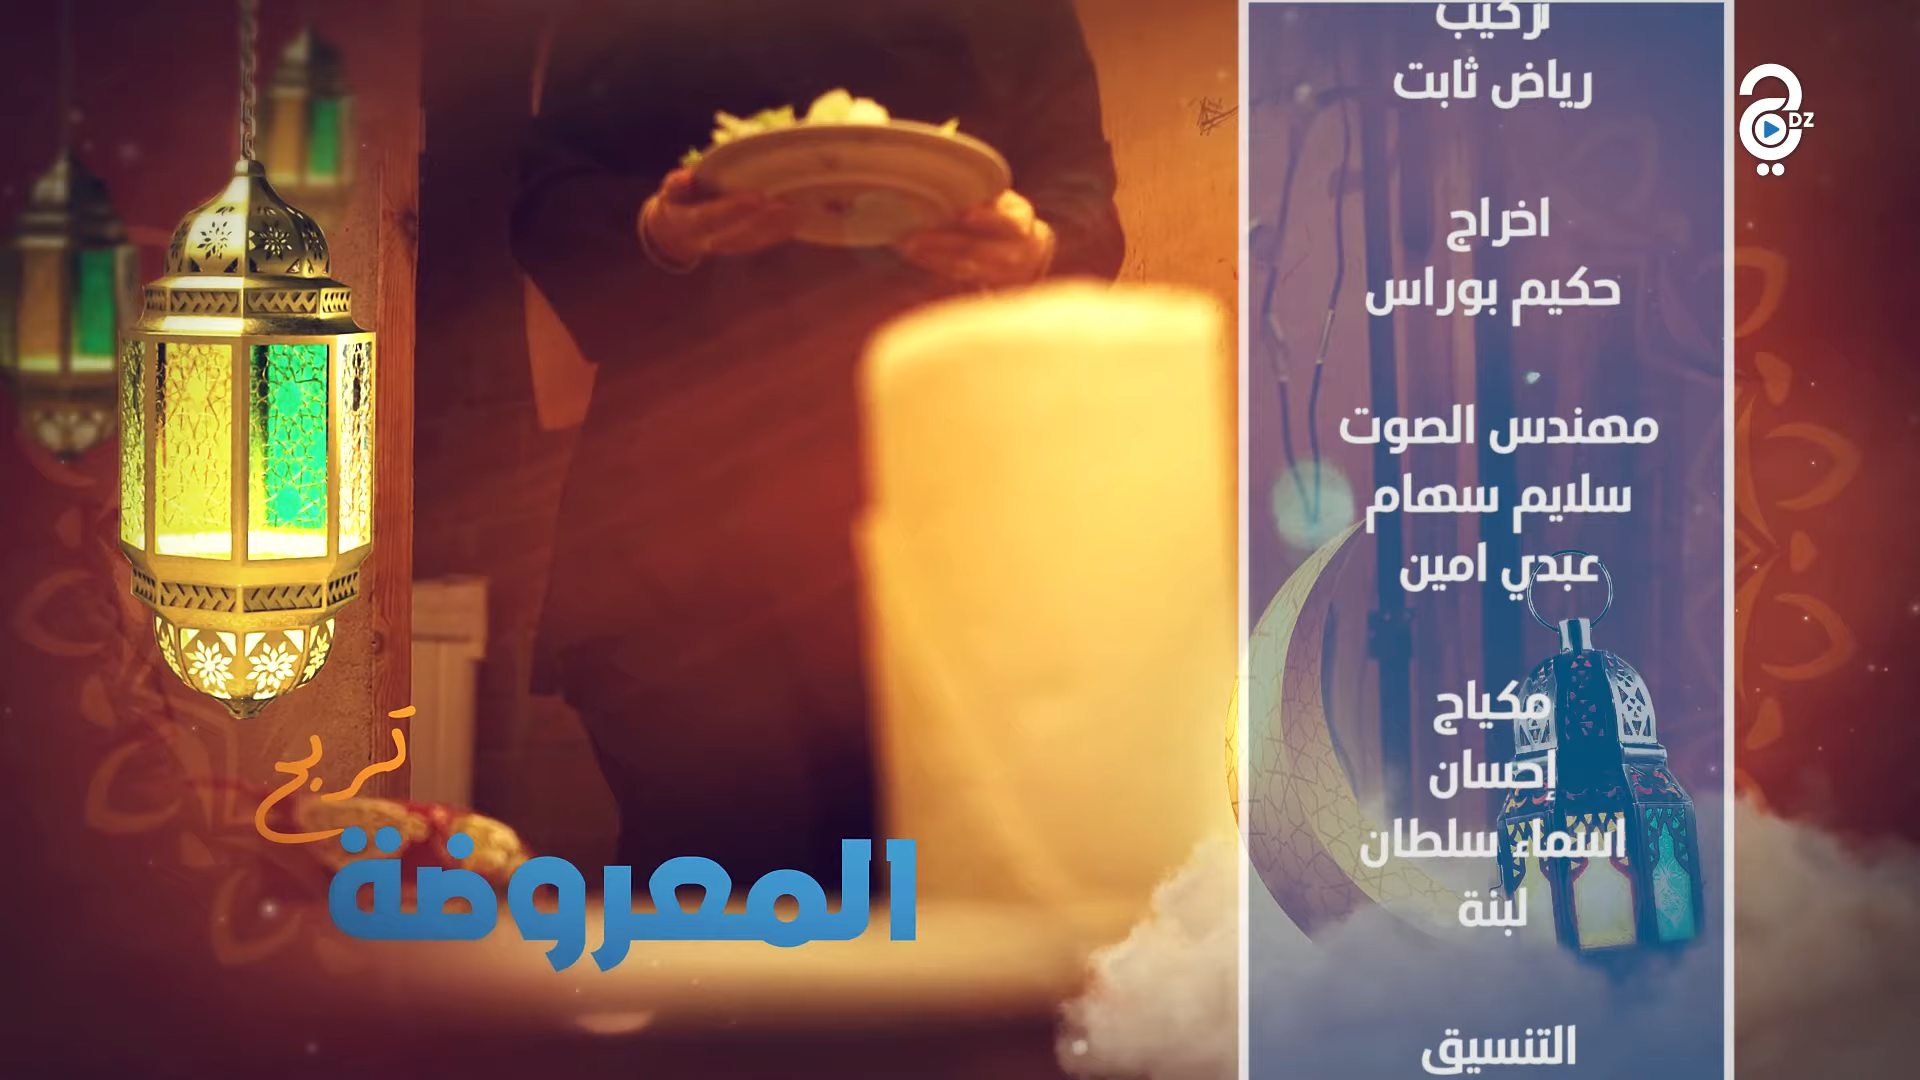 تركيب
رياض ثابت
اخراج
حكيم بوراس
مهندس الصوت
سلايم سهام
عبدي امين
مكياج
إحسان
اسماء سلطان
لبنة
التنسيق
تربح
المعروضة
DZ